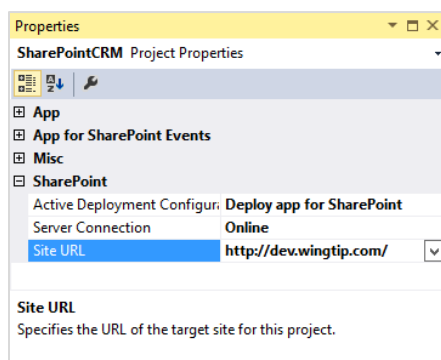 Properties
SharePointCRM Project Properties
App
App for SharePoint Events
Misc
SharePoint
Active Deployment Configur: Deploy app for SharePoint
Server Connection Online
Site URL http://dev.wingtip.com/
Site URL
Specifies the URL of the target site for this project.